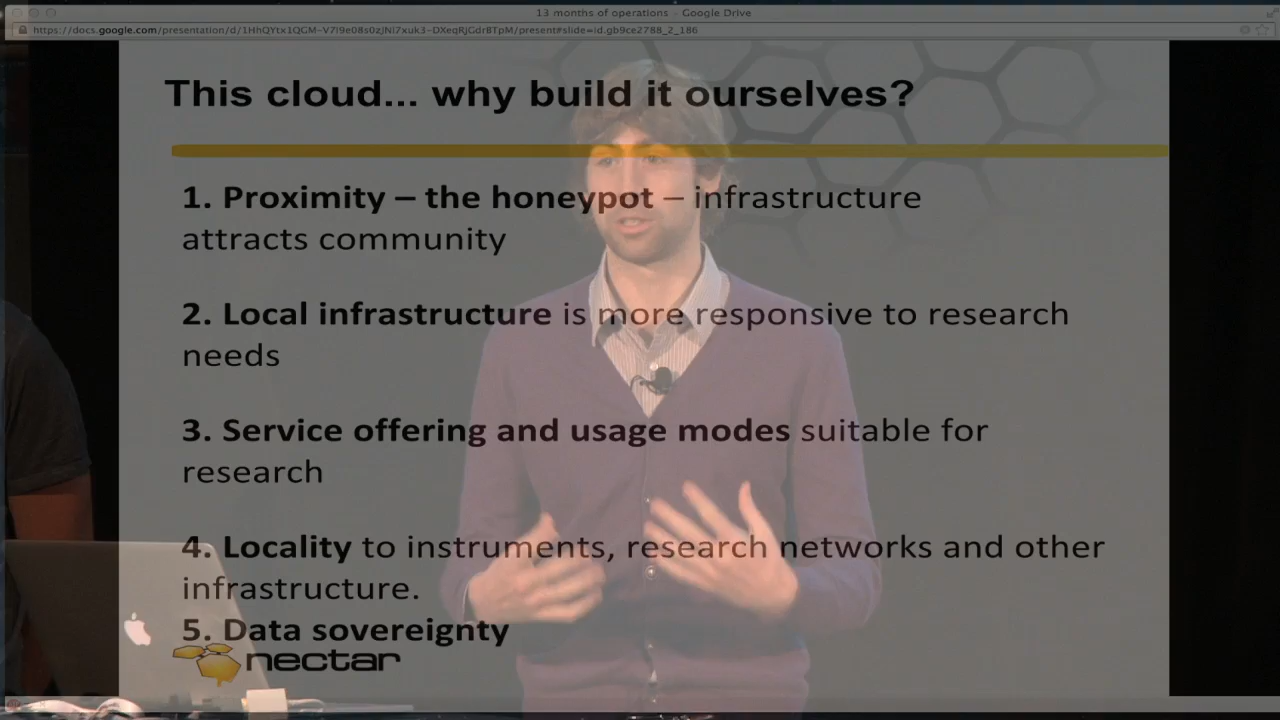 13 months of operations - Google Drive
https://docs.google.com/presentation/d/1HhQYtx1QGM-V7I9e08s0zJNi7xuk3-DXeqRjGdrBTpM/present#slide=id.gb9ce2788_2_186
This cloud... why build it ourselves?
1. Proximity – the honeypot – infrastructure
attracts community
2. Local infrastructure is more responsive to research
needs
3. Service offering and usage modes suitable for
research
4. Locality to instruments, research networks and other
infrastructure.
5. Data sovereignty
nectar